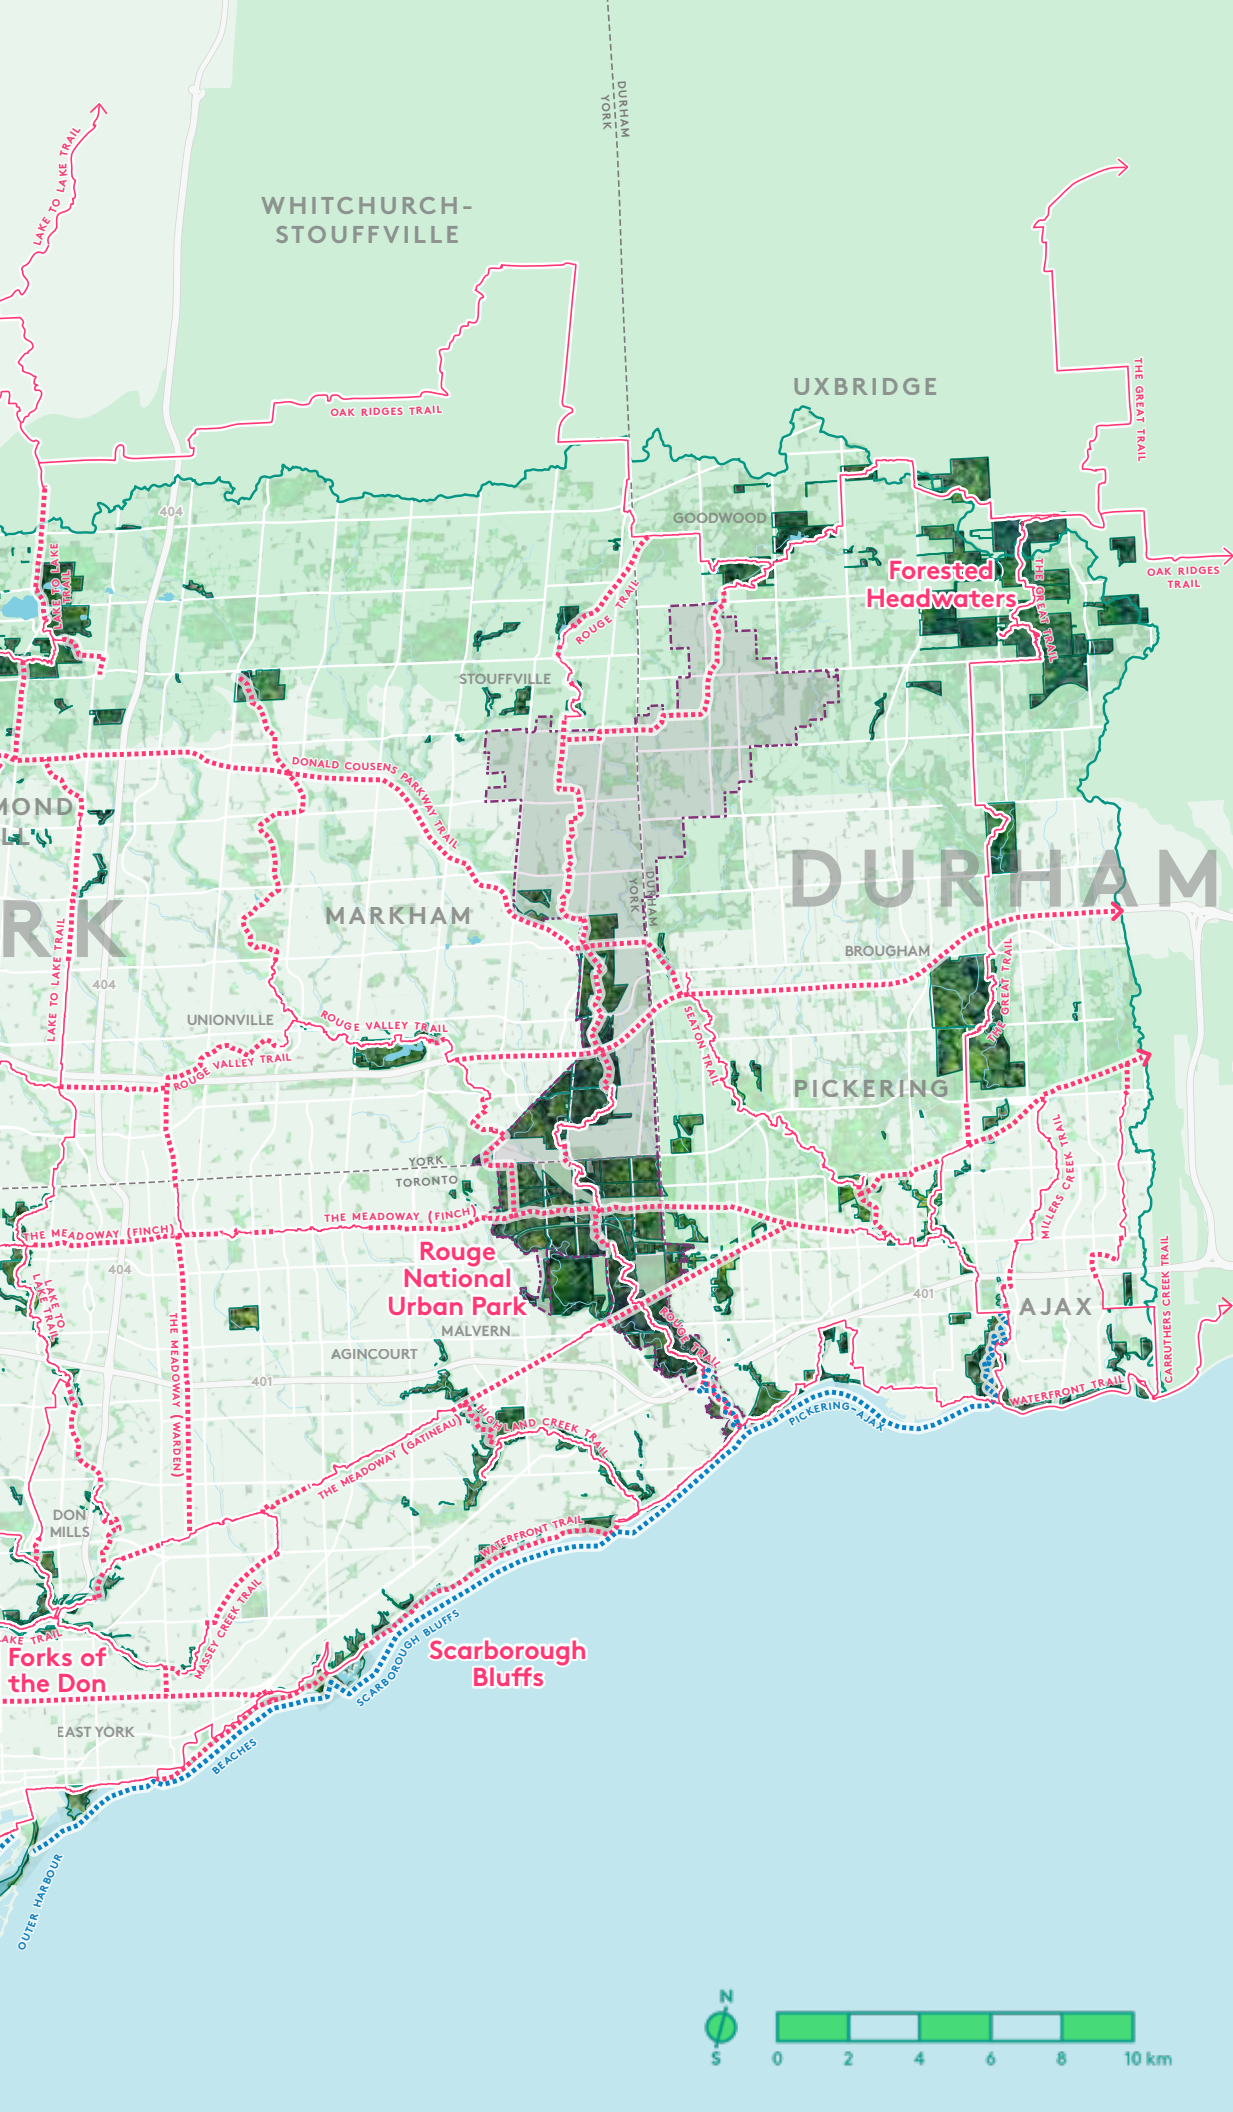 DURHAM
YORK
LAKE TO LAKE TRAIL
WHITCHURCH-
STOUFFVILLE
OAK RIDGES TRAIL
UXBRIDGE
THE GREAT TRAIL
404
GOODWOOD
LAKE TO LAKE
TRAIL
Forested
Headwaters
THE GREAT TRAIL
OAK RIDGES
TRAIL
ROUGE TRAIL
STOUFFVILLE
DONALD COUSENS PARKWAY TRAIL
MOND
LL
DURHAM
YORK
DURHAM
RK
MARKHAM
BROUGHAM
LAKE TO LAKE TRAIL
404
THE GREAT TRAIL
UNIONVILLE
ROUGE VALLEY TRAIL
ROUGE VALLEY TRAIL
SEATON TRAIL
PICKERING
YORK
TORONTO
MILLERS CREEK TRAIL
THE MEADOWAY (FINCH)
THE MEADOWAY (FINCH)
Rouge
National
Urban Park
404
LAKE TO
LAKE TRAIL
CARRUTHERS CREEK TRAIL
401
AJAX
MALVERN
ROUGE TRAIL
AGINCOURT
401
THE MEADOWAY (WARDEN)
WATERFRONT TRAIL
PICKERING-AJAX
HIGHLAND CREEK TRAIL
THE MEADOWAY (GATINEAU)
DON
MILLS
WATERFRONT TRAIL
MASSEY CREEK TRAIL
LAKE TRAIL
Forks of
the Don
SCARBOROUGH BLUFFS
Scarborough
Bluffs
EAST YORK
BEACHES
OUTER HARBOUR
N
S
0 2 4 6 8 10 km